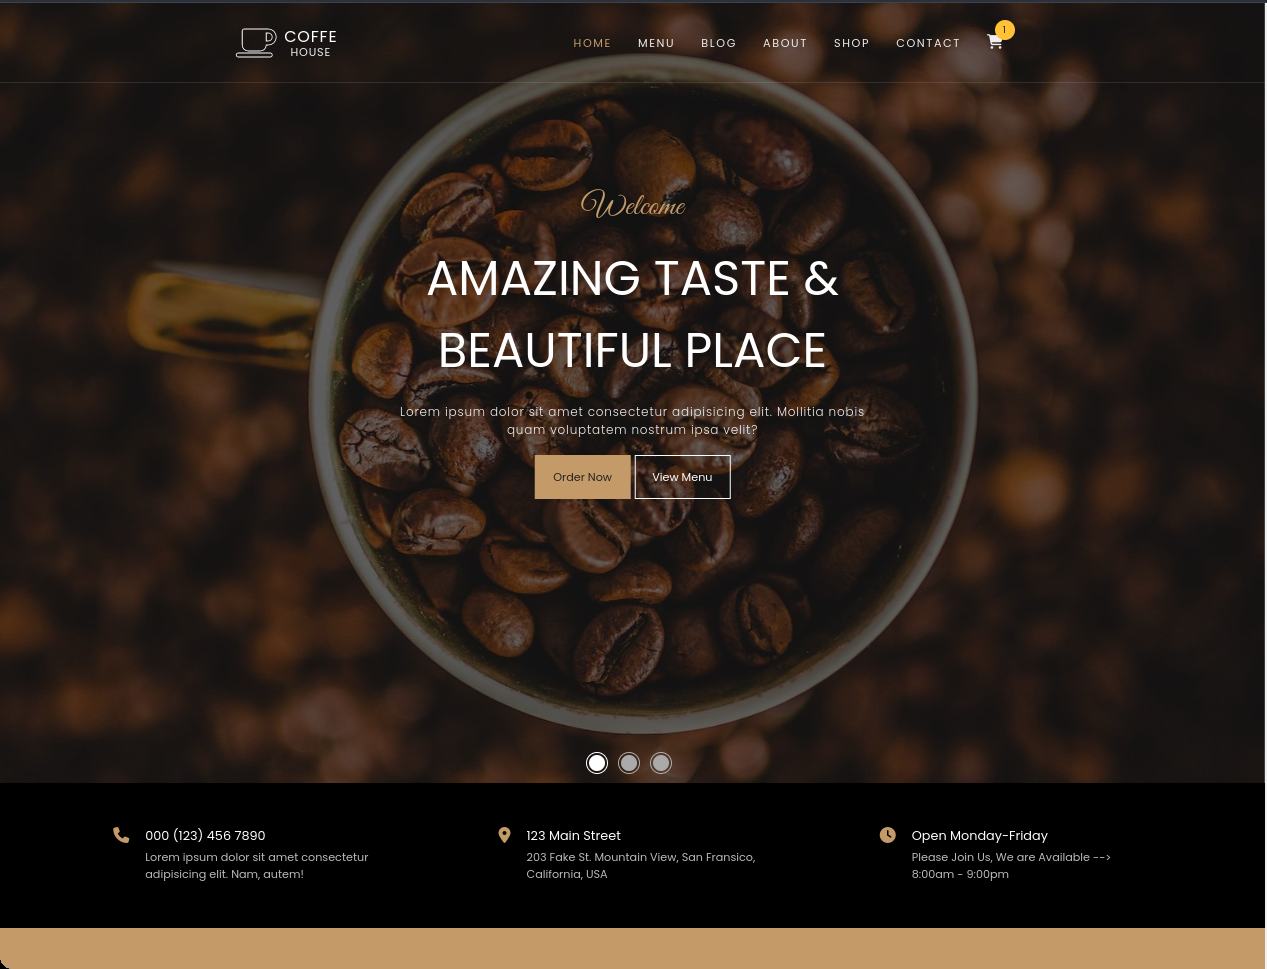 COFFE
HOUSE
HOME MENU BLOG ABOUT SHOP CONTACT 1
Welcome
AMAZING TASTE &
BEAUTIFUL PLACE
Lorem ipsum dolor sit amet consectetur adipisicing elit. Mollitia nobis
quam voluptatem nostrum ipsa velit?
Order Now View Menu
000 (123) 456 7890
Lorem ipsum dolor sit amet consectetur
adipisicing elit. Nam, autem!
123 Main Street
203 Fake St. Mountain View, San Fransico,
California, USA
Open Monday-Friday
Please Join Us, We are Available -->
8:00am - 9:00pm